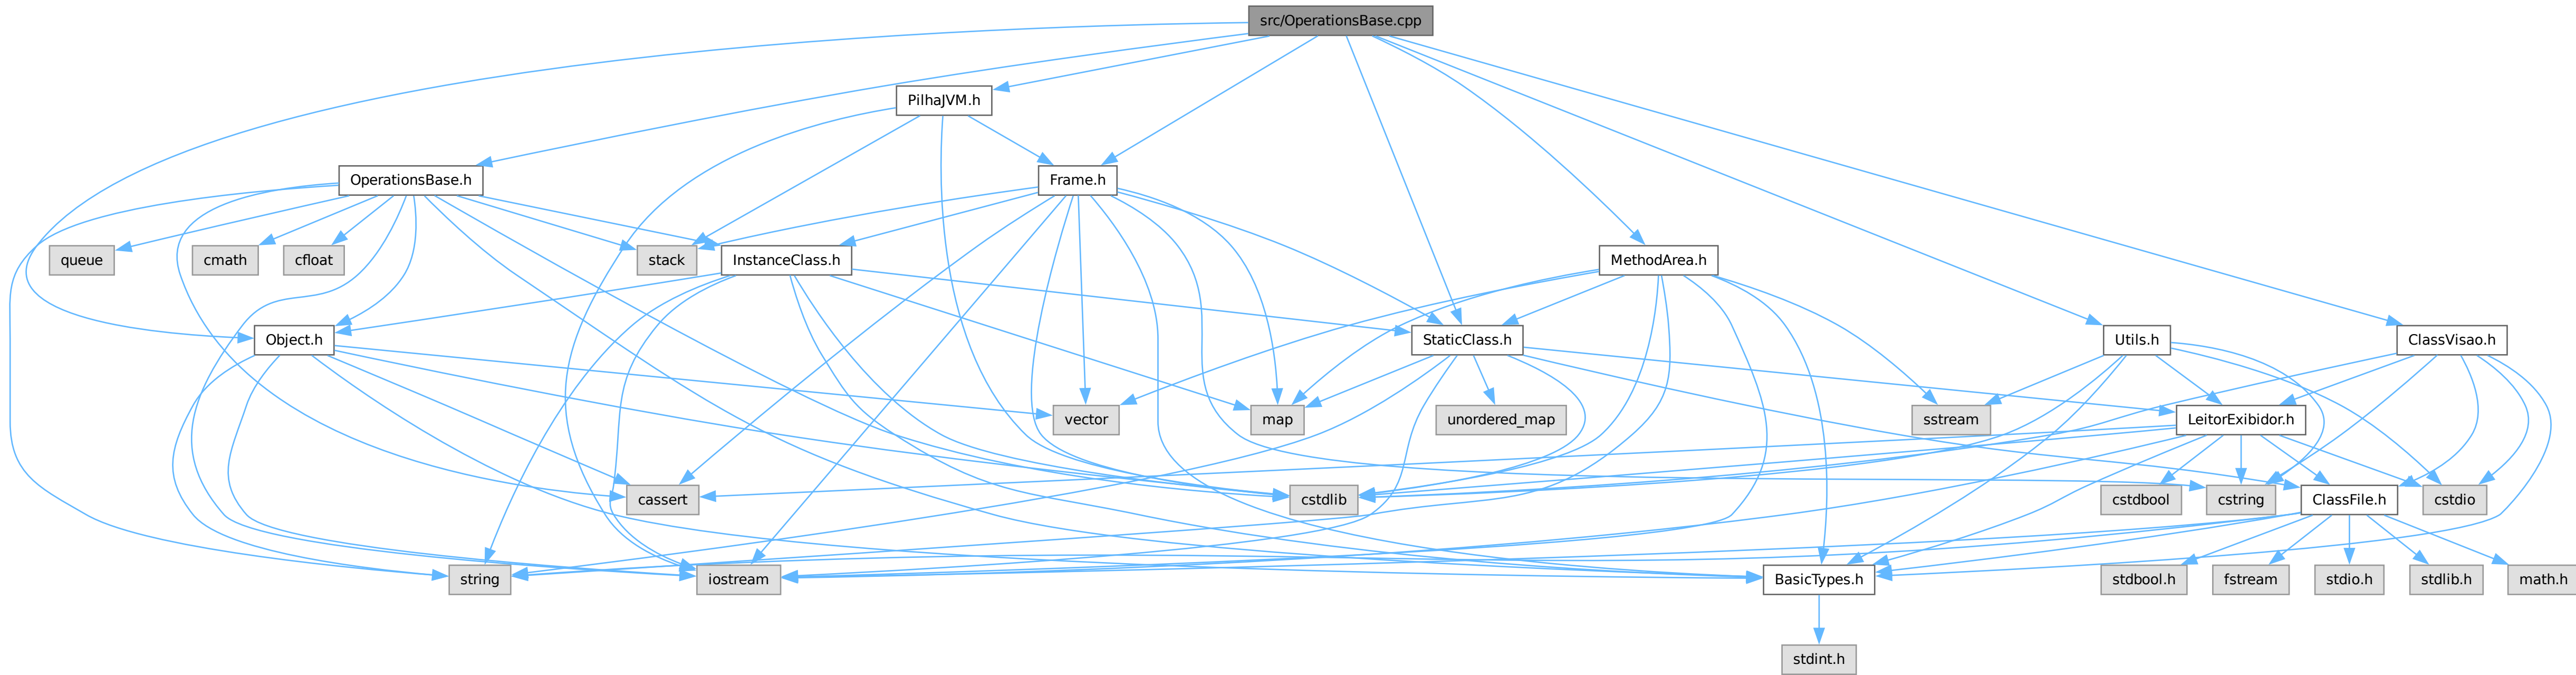 src/OperationsBase.cpp
PilhaJVM.h
OperationsBase.h
Frame.h
queue
cmath
cfloat
stack
InstanceClass.h
MethodArea.h
Object.h
StaticClass.h
Utils.h
ClassVisao.h
vector
map
unordered_map
sstream
LeitorExibidor.h
cassert
cstdlib
cstdbool
cstring
ClassFile.h
cstdio
string
iostream
BasicTypes.h
stdbool.h
fstream
stdio.h
stdlib.h
math.h
stdint.h